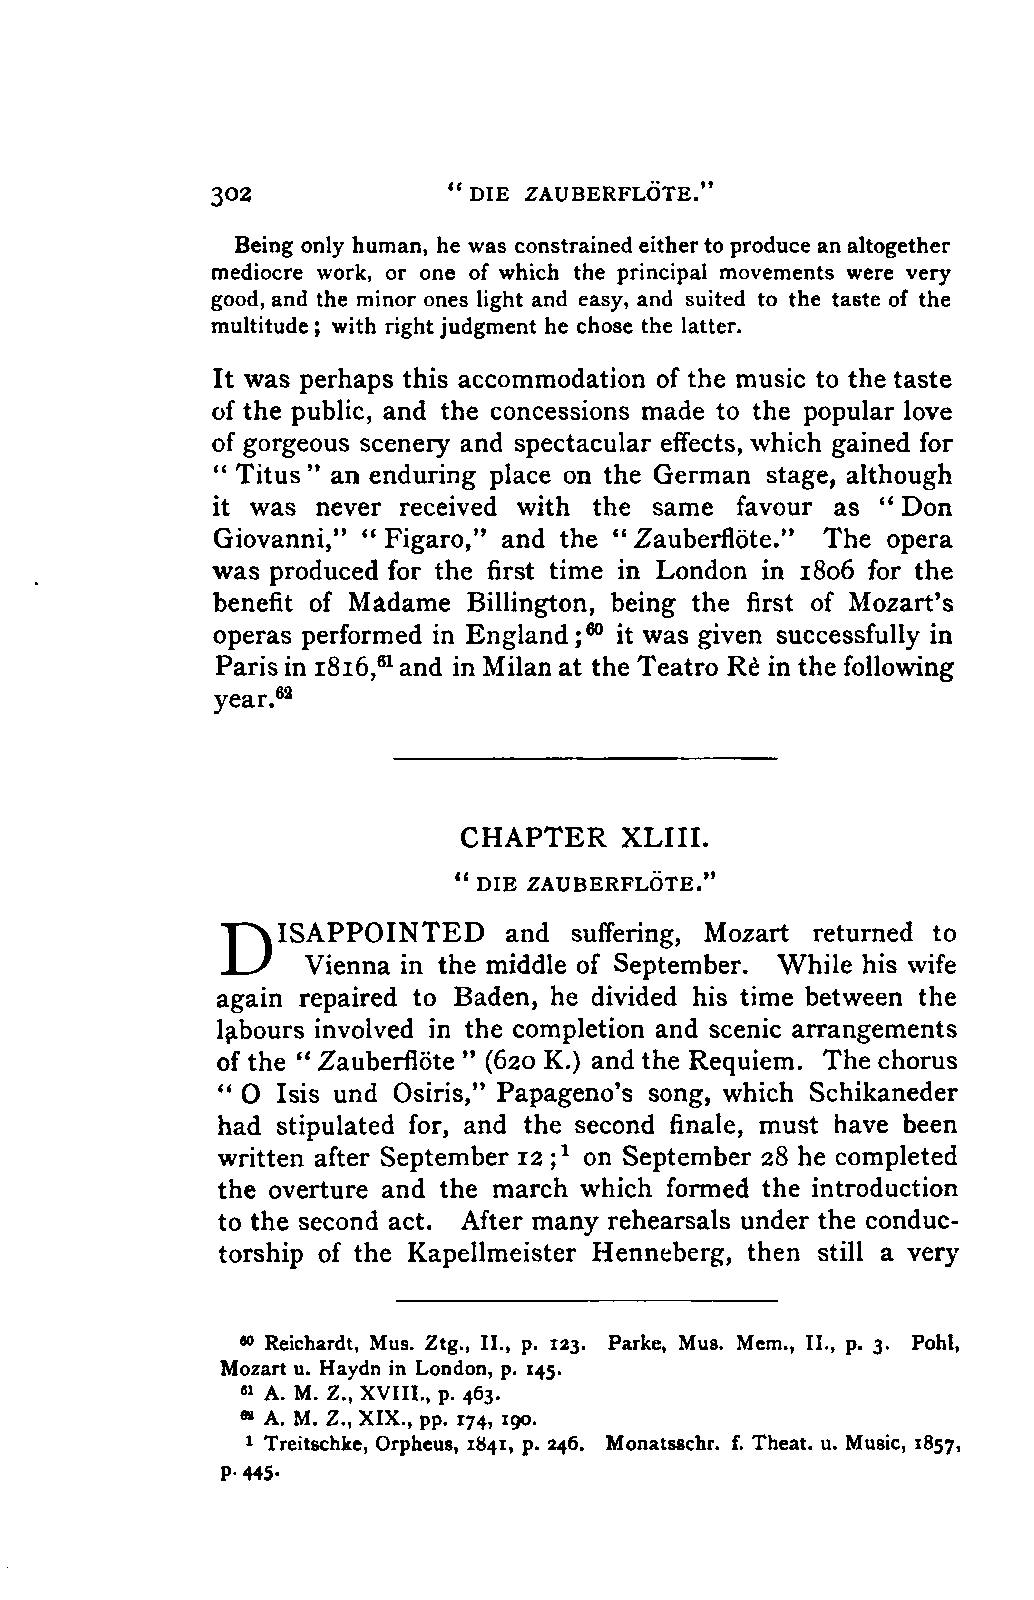 302 “ DIE ZAUBERFLÖTE.”
Being only human, he was constrained either to produce an altogether
mediocre work, or one of which the principal movements were very
good, and the minor ones light and easy, and suited to the taste of the
multitude ; with right judgment he chose the latter.
It was perhaps this accommodation of the music to the taste
of the public, and the concessions made to the popular love
of gorgeous scenery and spectacular effects, which gained for
“ Titus ” an enduring place on the German stage, although
it was never received with the same favour as “ Don
Giovanni,” “ Figaro,” and the “ Zauberflöte.” The opera
was produced for the first time in London in 1806 for the
benefit of Madame Billington, being the first of Mozart’s
operas performed in England ;⁶⁰ it was given successfully in
Paris in 1816,⁶¹ and in Milan at the Teatro Rè in the following
year.⁶²
CHAPTER XLIII.
“ DIE ZAUBERFLÖTE.”
DISAPPOINTED and suffering, Mozart returned to
Vienna in the middle of September. While his wife
again repaired to Baden, he divided his time between the
labours involved in the completion and scenic arrangements
of the “ Zauberflöte ” (620 K.) and the Requiem. The chorus
“ O Isis und Osiris,” Papageno’s song, which Schikaneder
had stipulated for, and the second finale, must have been
written after September 12 ;¹ on September 28 he completed
the overture and the march which formed the introduction
to the second act. After many rehearsals under the conduc-
torship of the Kapellmeister Henneberg, then still a very
⁶⁰ Reichardt, Mus. Ztg., II., p. 123. Parke, Mus. Mem., II., p. 3. Pohl,
Mozart u. Haydn in London, p. 145.
⁶¹ A. M. Z., XVIII., p. 463.
⁶² A. M. Z., XIX., pp. 174, 190.
¹ Treitschke, Orpheus, 1841, p. 246. Monatsschr. f. Theat. u. Music, 1857,
p. 445.